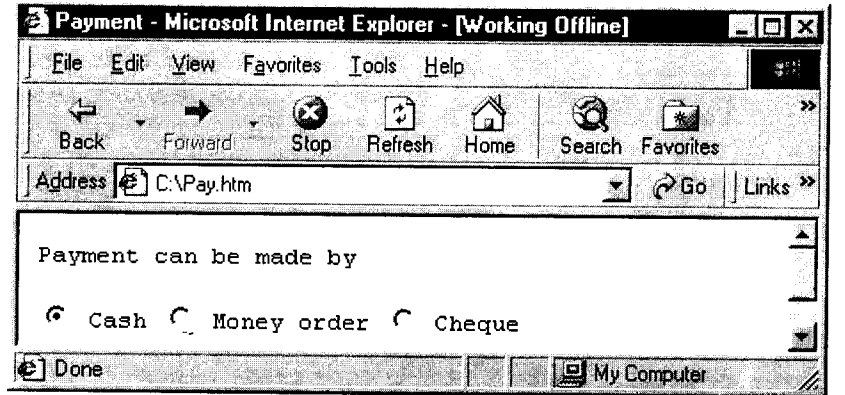 Payment - Microsoft Internet Explorer - [Working Offline]
File Edit View Favorites Tools Help
Back Forward Stop Refresh Home Search Favorites »
Address C:\Pay.htm Go Links »
Payment can be made by
Cash Money order Cheque
Done My Computer